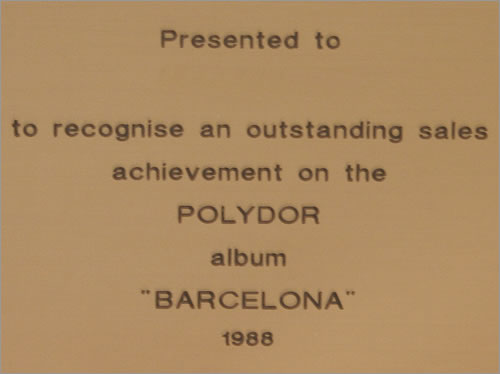 Presented to
to recognise an outstanding sales
achievement on the
POLYDOR
album
"BARCELONA"
1988